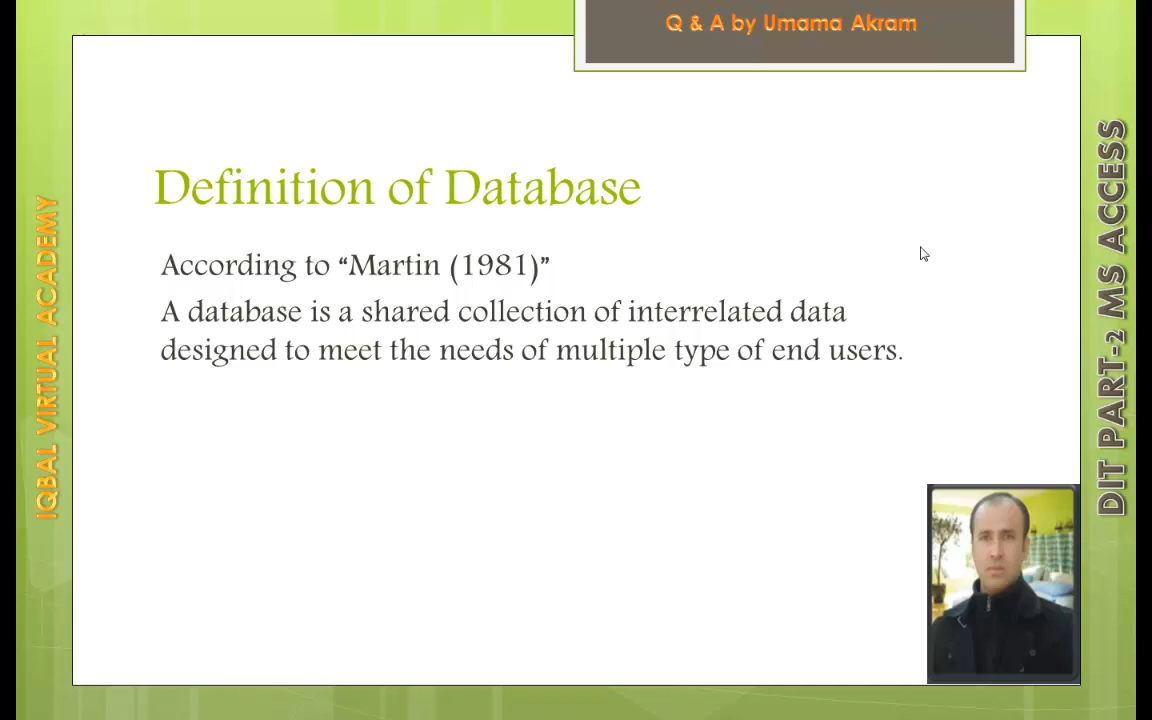 Q & A by Umama Akram
Definition of Database
According to “Martin (1981)”
A database is a shared collection of interrelated data
designed to meet the needs of multiple type of end users.
IQBAL VIRTUAL ACADEMY
DIT PART-2 MS ACCESS